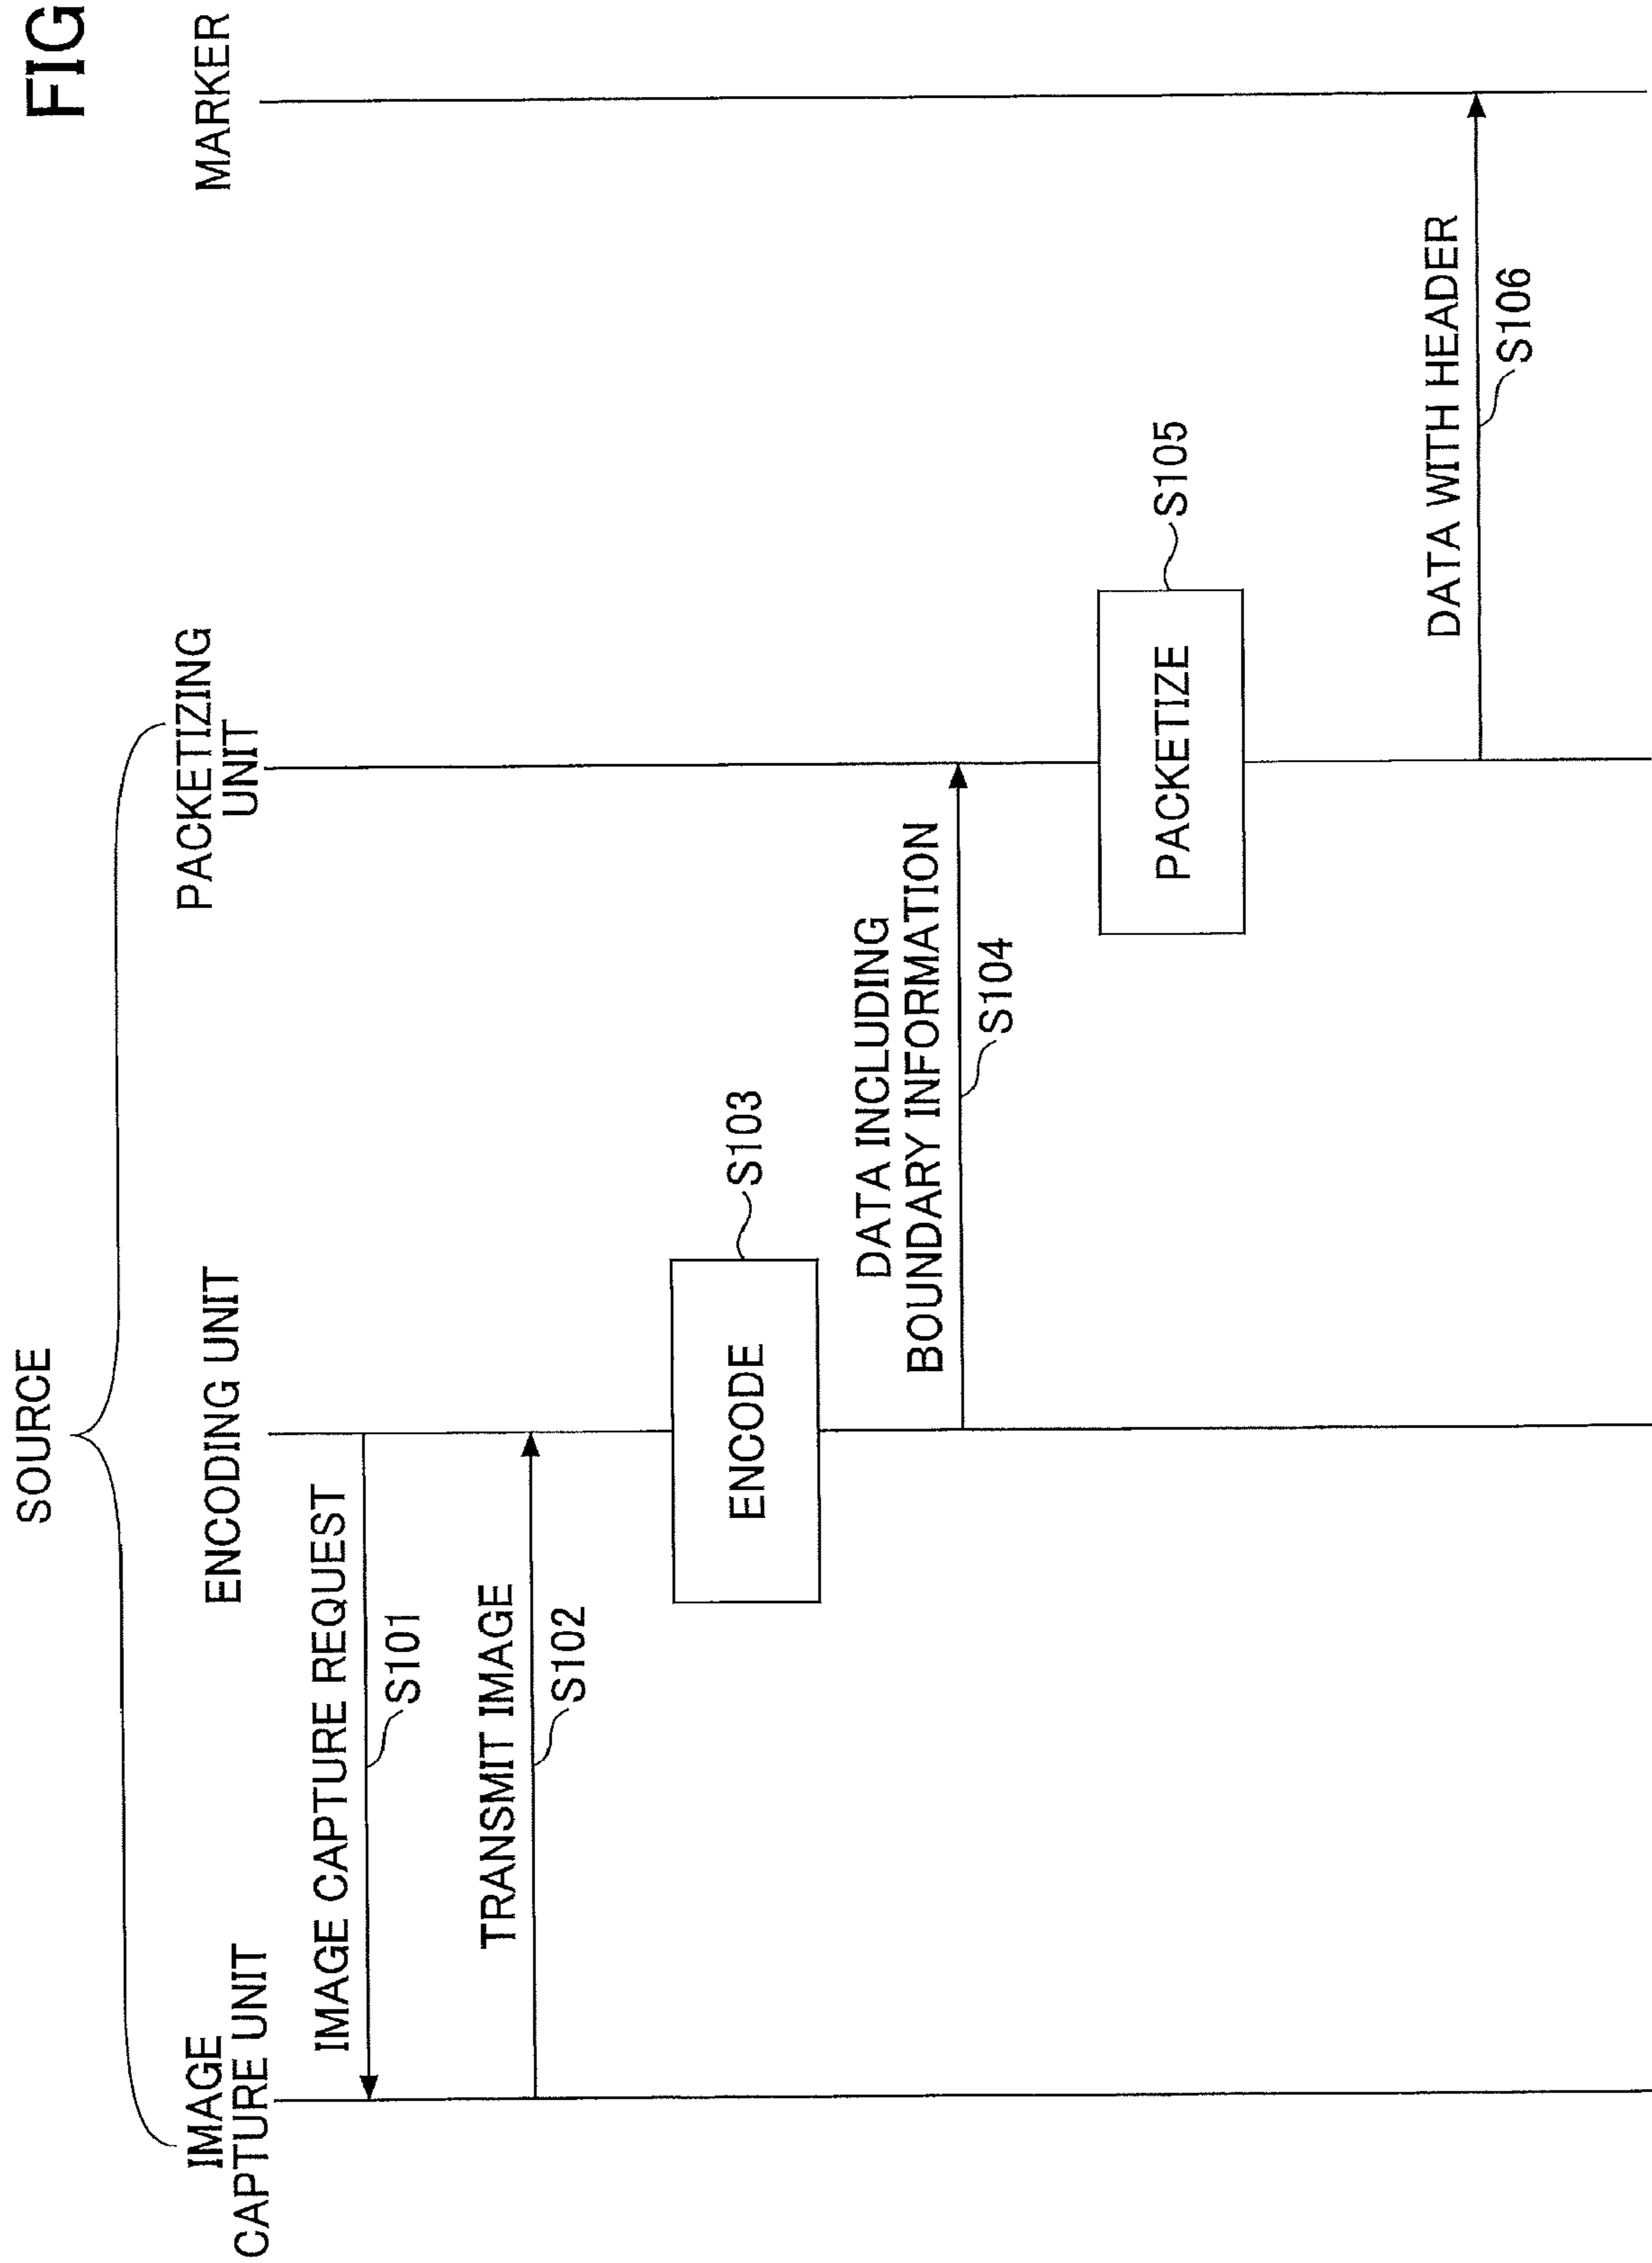 FIG
SOURCE
IMAGE
CAPTURE UNIT
ENCODING UNIT
PACKETIZING
UNIT
MARKER
IMAGE CAPTURE REQUEST
S101
TRANSMIT IMAGE
S102
ENCODE
S103
DATA INCLUDING
BOUNDARY INFORMATION
S104
PACKETIZE
S105
DATA WITH HEADER
S106